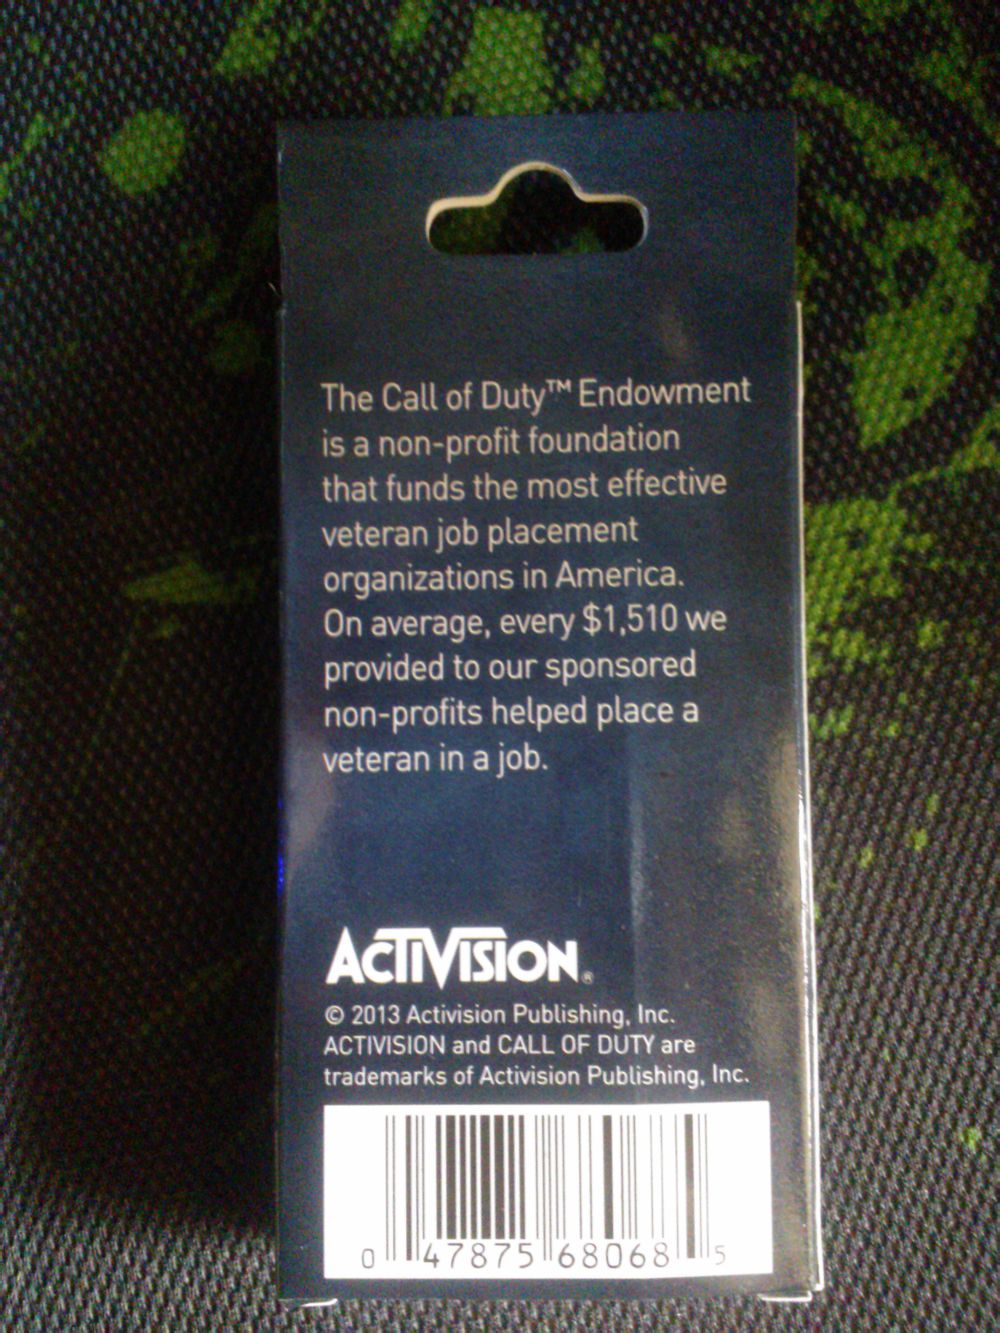 The Call of Duty™ Endowment
is a non-profit foundation
that funds the most effective
veteran job placement
organizations in America.
On average, every $1,510 we
provided to our sponsored
non-profits helped place a
veteran in a job.
ACTIVISION®
© 2013 Activision Publishing, Inc.
ACTIVISION and CALL OF DUTY are
trademarks of Activision Publishing, Inc.
0 47875 68068 5